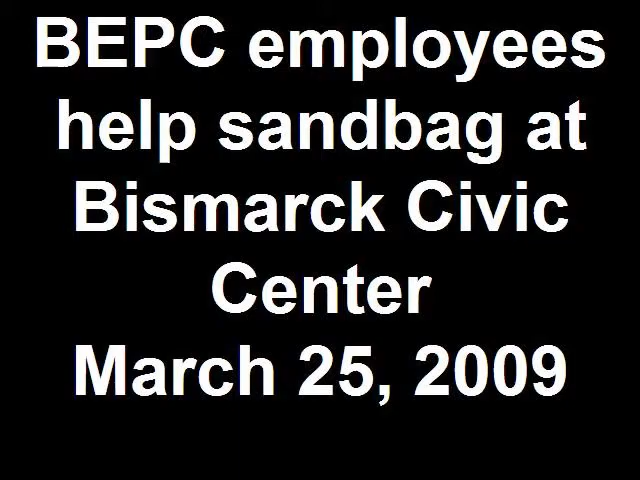 BEPC employees
help sandbag at
Bismarck Civic
Center
March 25, 2009